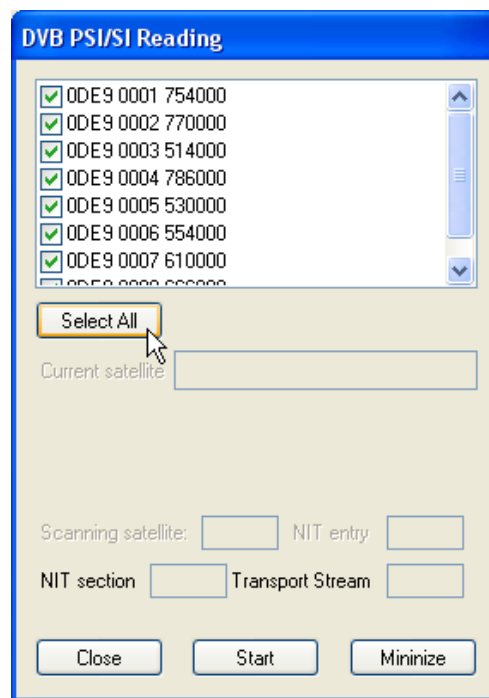 DVB PSI/SI Reading
0DE9 0001 754000
0DE9 0002 770000
0DE9 0003 514000
0DE9 0004 786000
0DE9 0005 530000
0DE9 0006 554000
0DE9 0007 610000
Select All
Current satellite
Scanning satellite: NIT entry
NIT section Transport Stream
Close Start Mininize